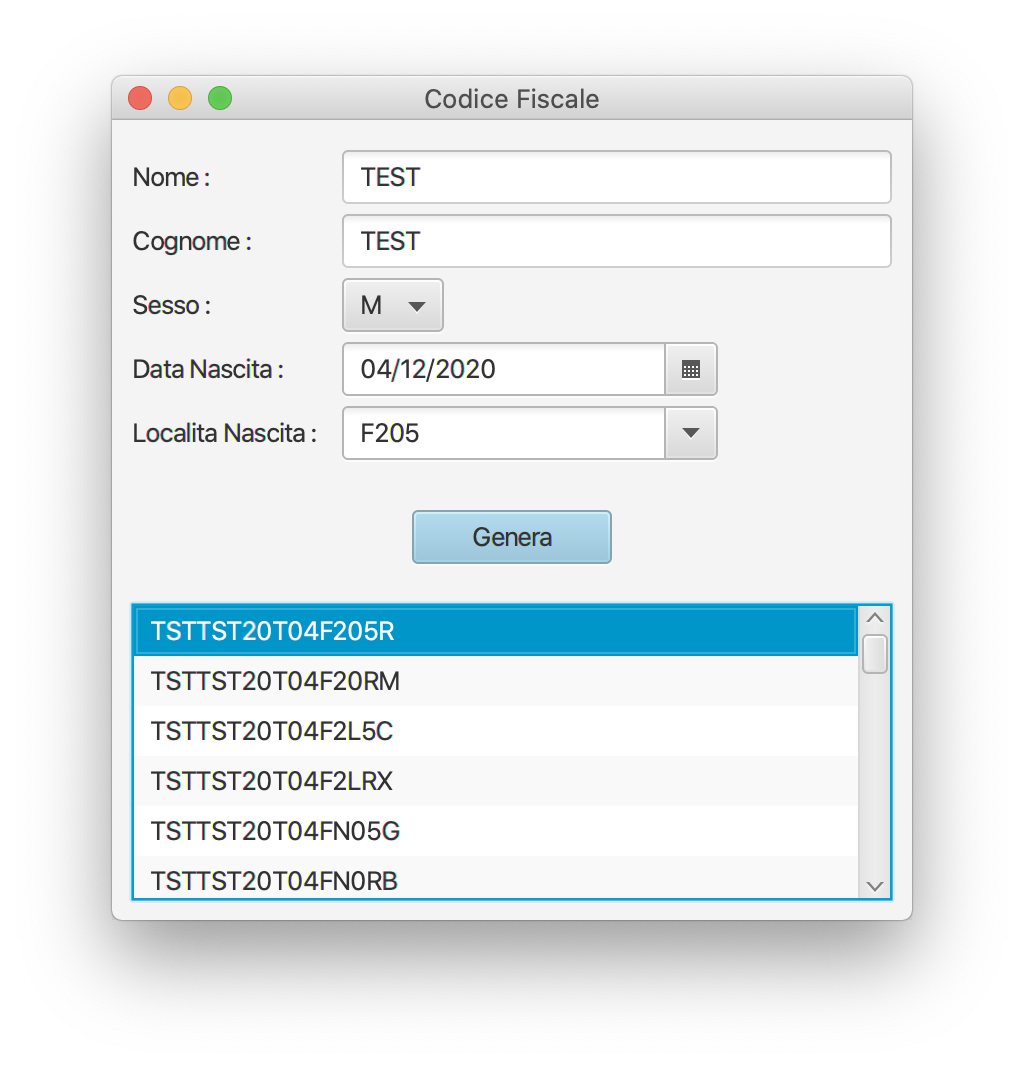 Codice Fiscale
Nome : TEST
Cognome : TEST
Sesso : M
Data Nascita : 04/12/2020
Localita Nascita : F205
Genera
TSTTST20T04F205R
TSTTST20T04F20RM
TSTTST20T04F2L5C
TSTTST20T04F2LRX
TSTTST20T04FN05G
TSTTST20T04FN0RB